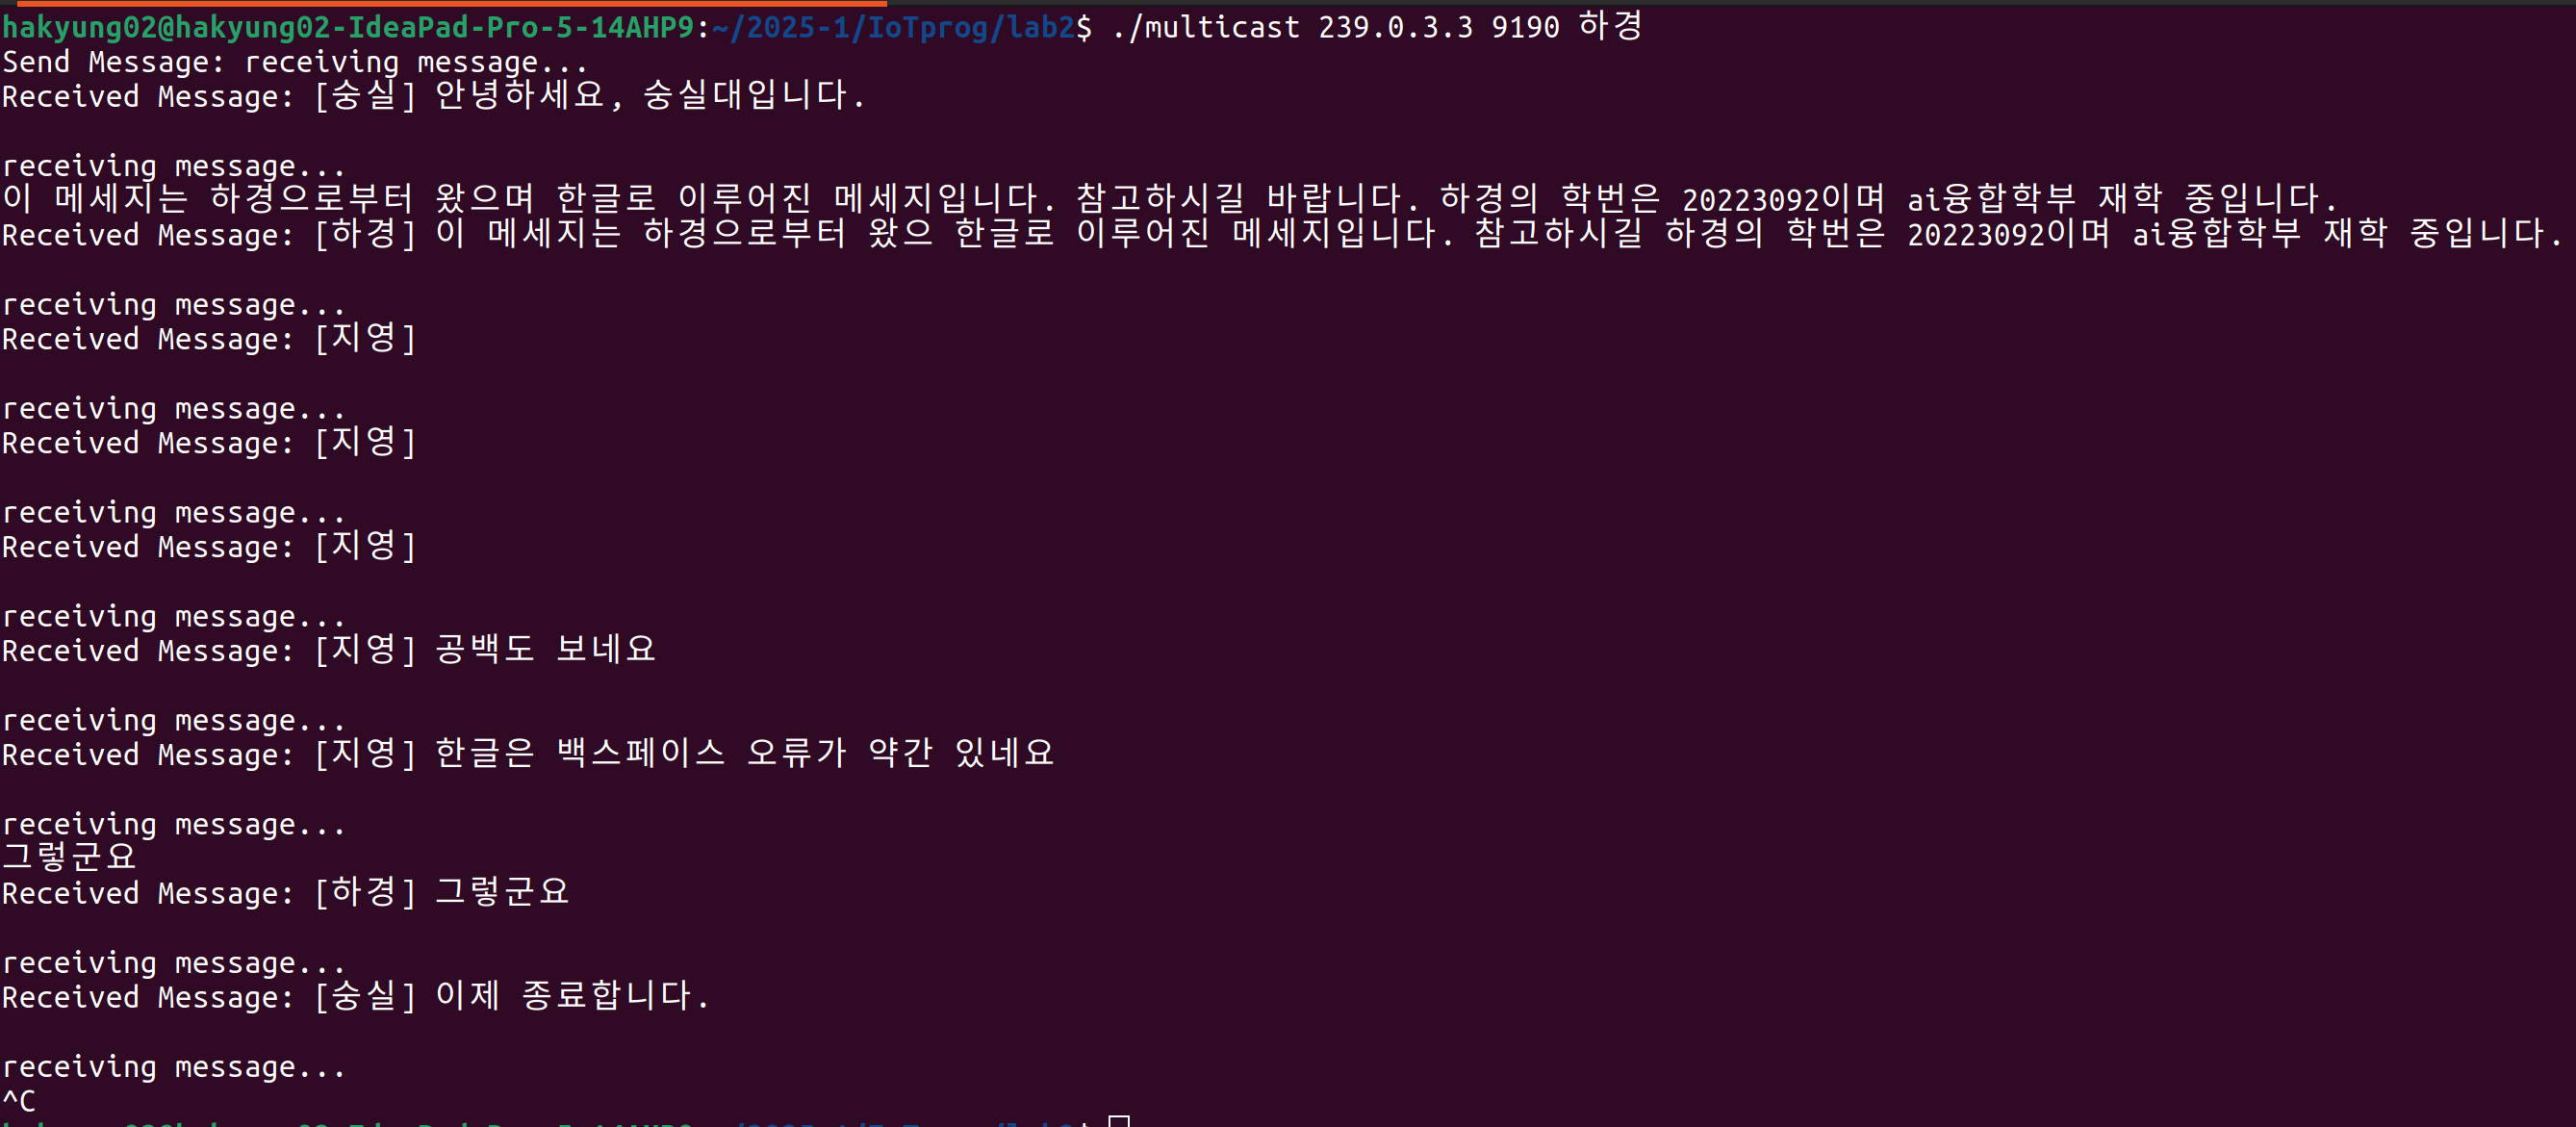 hakyung02@hakyung02-IdeaPad-Pro-5-14AHP9:~/2025-1/IoTprog/lab2$ ./multicast 239.0.3.3 9190 하경
Send Message: receiving message...
Received Message: [숭실] 안녕하세요, 숭실대입니다.
receiving message...
이 메세지는 하경으로부터 왔으며 한글로 이루어진 메세지입니다. 참고하시길 바랍니다. 하경의 학번은 20223092이며 ai융합학부 재학 중입니다.
Received Message: [하경] 이 메세지는 하경으로부터 왔으 한글로 이루어진 메세지입니다. 참고하시길 하경의 학번은 20223092이며 ai융합학부 재학 중입니다.
receiving message...
Received Message: [지영]
receiving message...
Received Message: [지영]
receiving message...
Received Message: [지영]
receiving message...
Received Message: [지영] 공백도 보네요
receiving message...
Received Message: [지영] 한글은 백스페이스 오류가 약간 있네요
receiving message...
그렇군요
Received Message: [하경] 그렇군요
receiving message...
Received Message: [숭실] 이제 종료합니다.
receiving message...
^C